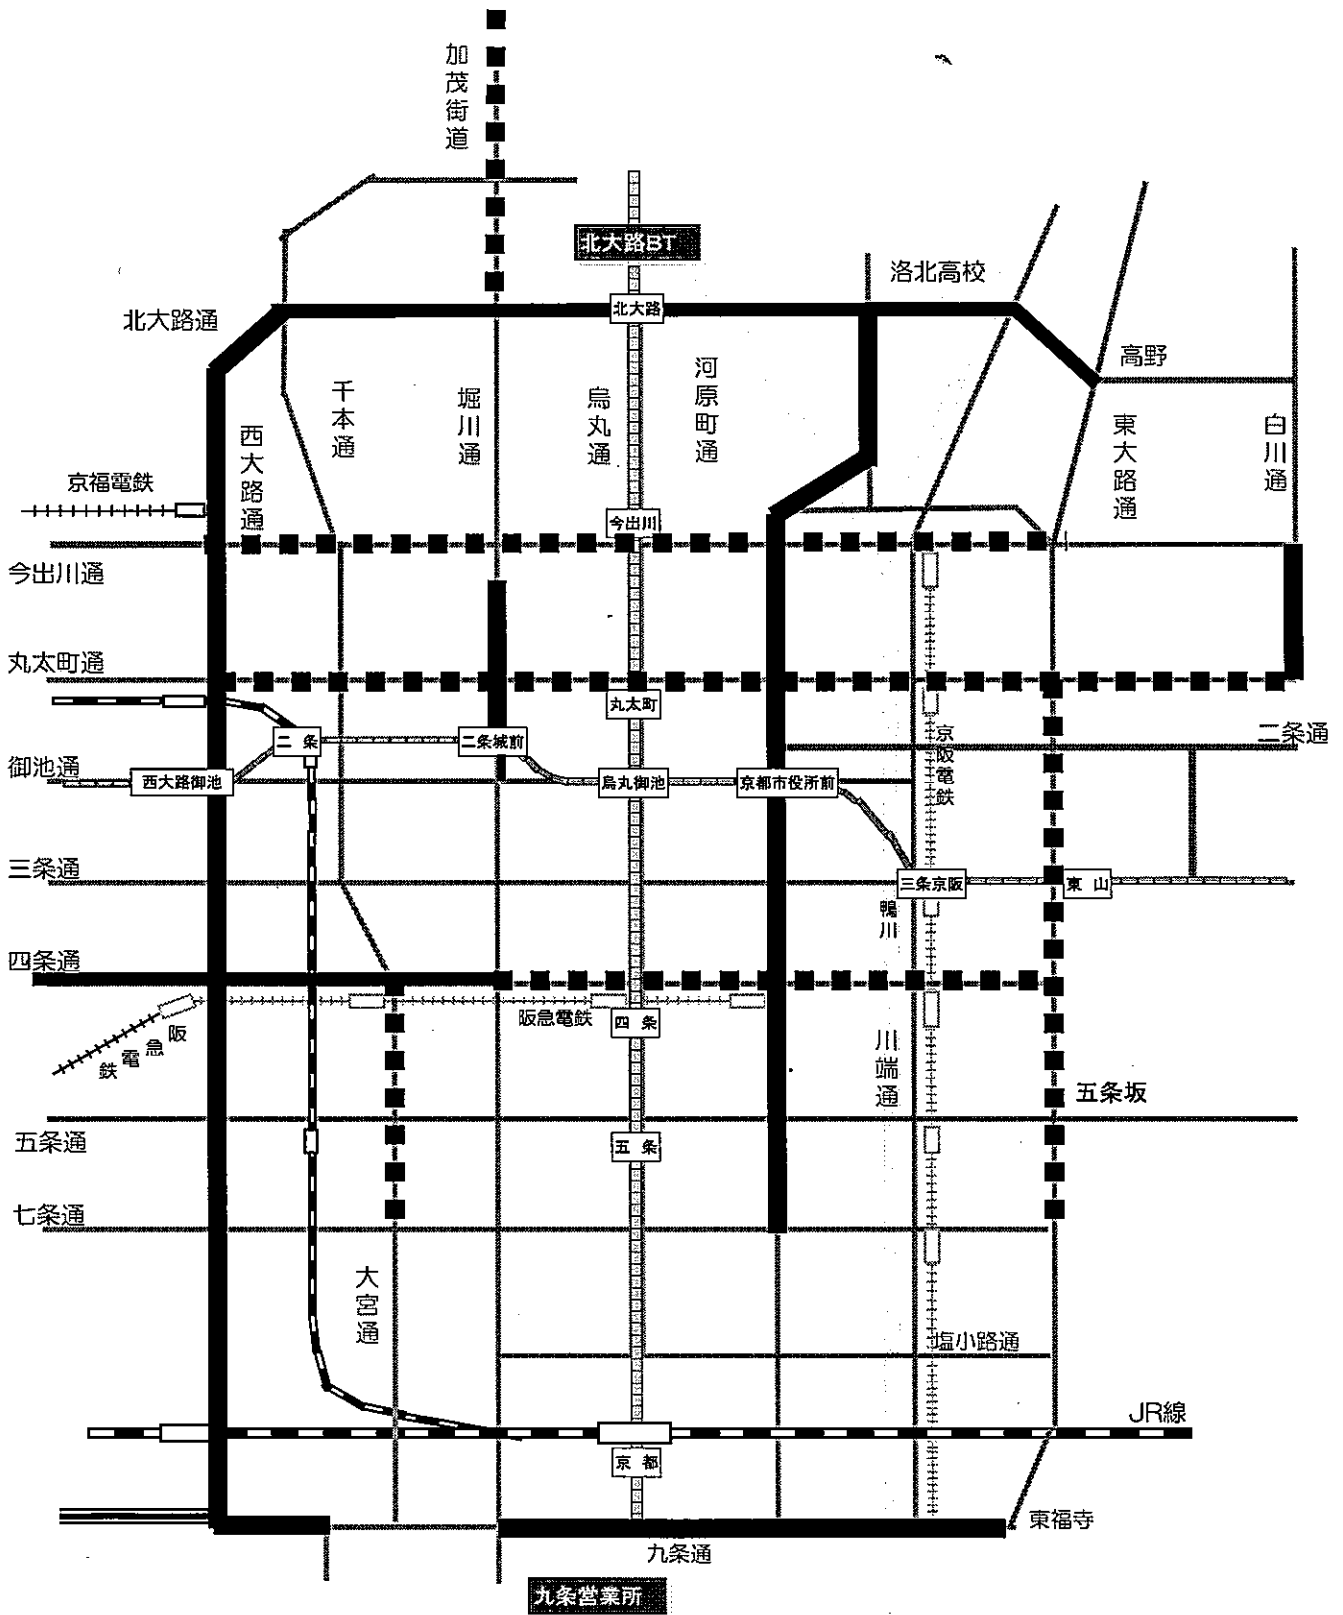 加茂街道
北大路BT
洛北高校
北大路通
北大路
高野
千本通
堀川通
烏丸通
河原町通
西大路通
東大路通
白川通
京福電鉄
今出川
今出川通
丸太町通
丸太町
二条通
二条
二条城前
京阪電鉄
御池通
西大路御池
烏丸御池
京都市役所前
三条通
三条京阪
東山
鴨川
四条通
阪急電鉄
四条
阪急電鉄
川端通
五条坂
五条通
五条
七条通
大宮通
塩小路通
JR線
京都
東福寺
九条通
九条営業所